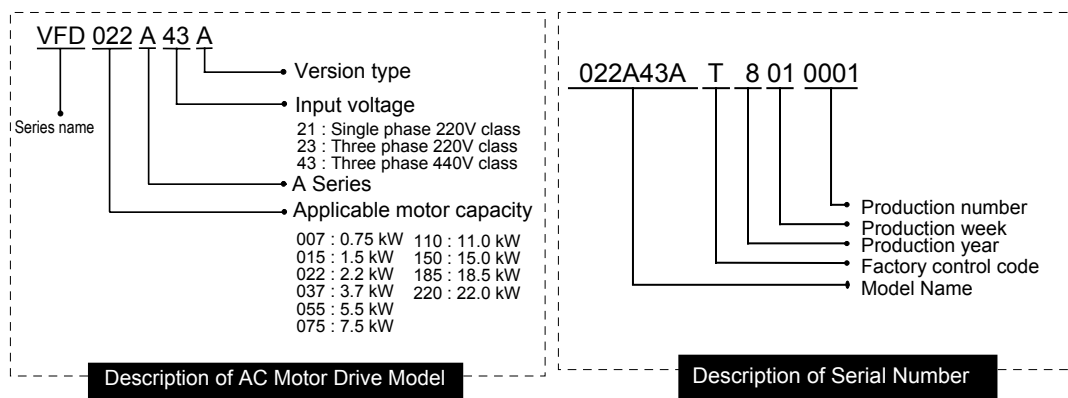 VFD 022 A 43 A
Version type
Input voltage
Series name
21 : Single phase 220V class
23 : Three phase 220V class
43 : Three phase 440V class
A Series
Applicable motor capacity
007 : 0.75 kW 110 : 11.0 kW
015 : 1.5 kW 150 : 15.0 kW
022 : 2.2 kW 185 : 18.5 kW
037 : 3.7 kW 220 : 22.0 kW
055 : 5.5 kW
075 : 7.5 kW
Description of AC Motor Drive Model
022A43A T 8 01 0001
Production number
Production week
Production year
Factory control code
Model Name
Description of Serial Number